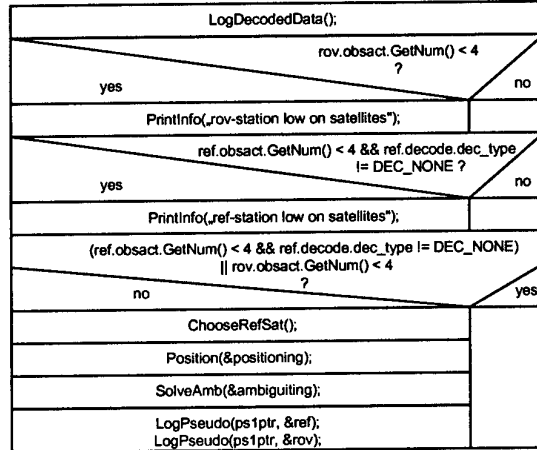 LogDecodedData();
rov.obsact.GetNum() < 4
?
yes
no
PrintInfo(„rov-station low on satellites");
ref.obsact.GetNum() < 4 && ref.decode.dec_type
!= DEC_NONE ?
yes
no
PrintInfo(„ref-station low on satellites");
(ref.obsact.GetNum() < 4 && ref.decode.dec_type != DEC_NONE)
|| rov.obsact.GetNum() < 4
?
no
yes
ChooseRefSat();
Position(&positioning);
SolveAmb(&ambiguiting);
LogPseudo(ps1ptr, &ref);
LogPseudo(ps1ptr, &rov);